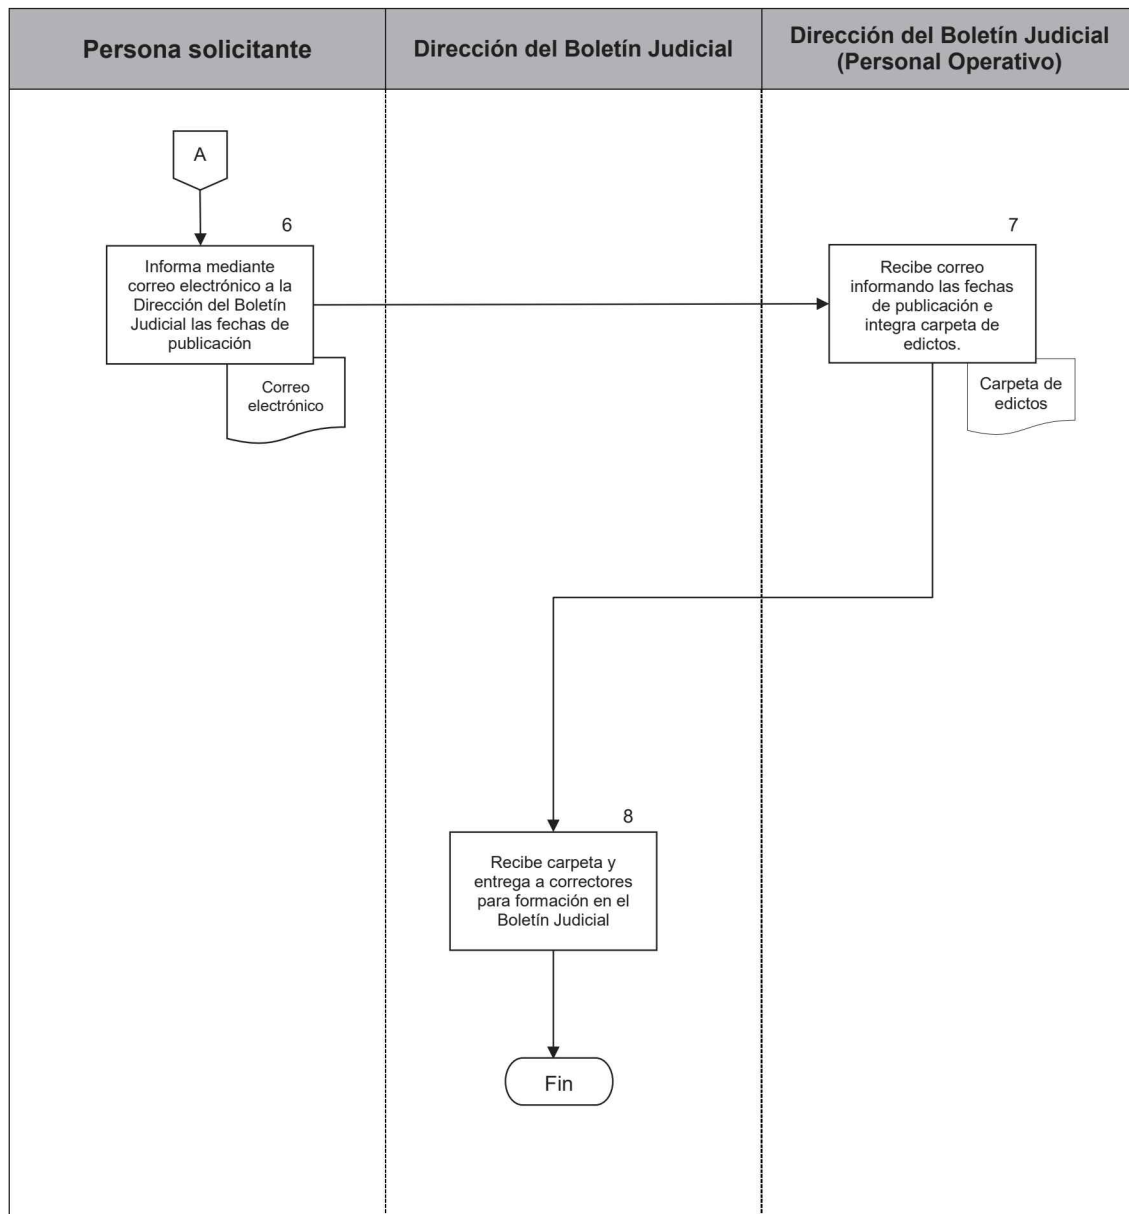 Persona solicitante
Dirección del Boletín Judicial
Dirección del Boletín Judicial
(Personal Operativo)
A
6
Informa mediante
correo electrónico a la
Dirección del Boletín
Judicial las fechas de
publicación
Correo
electrónico
7
Recibe correo
informando las fechas
de publicación e
integra carpeta de
edictos.
Carpeta de
edictos
8
Recibe carpeta y
entrega a correctores
para formación en el
Boletín Judicial
Fin